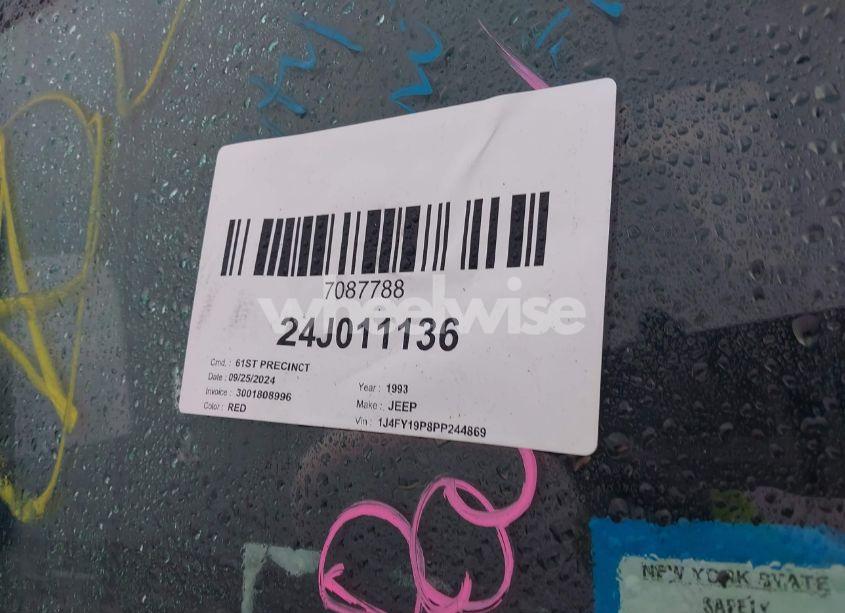 7087788
wheelwise
24J011136
Cmd. : 61ST PRECINCT
Date : 09/25/2024
Invoice : 3001808996
Color : RED
Year : 1993
Make : JEEP
Vin : 1J4FY19P8PP244869
NEW YORK STATE
SAFETY